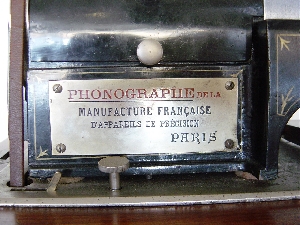 PHONOGRAPHE DE LA
MANUFACTURE FRANÇAISE
D'APPAREILS DE PRÉCISION
PARIS